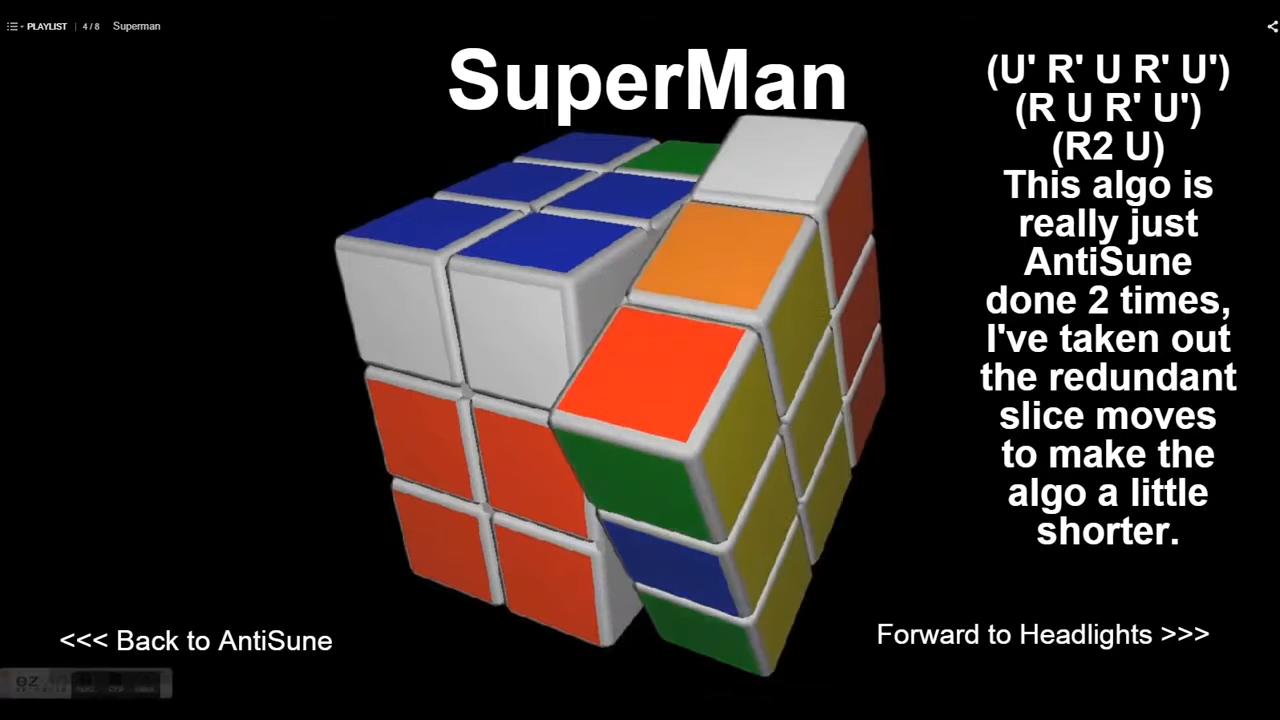 PLAYLIST | 4 / 8 Superman
SuperMan
(U' R' U R' U')
(R U R' U')
(R2 U)
This algo is
really just
AntiSune
done 2 times,
I've taken out
the redundant
slice moves
to make the
algo a little
shorter.
<<< Back to AntiSune
Forward to Headlights >>>